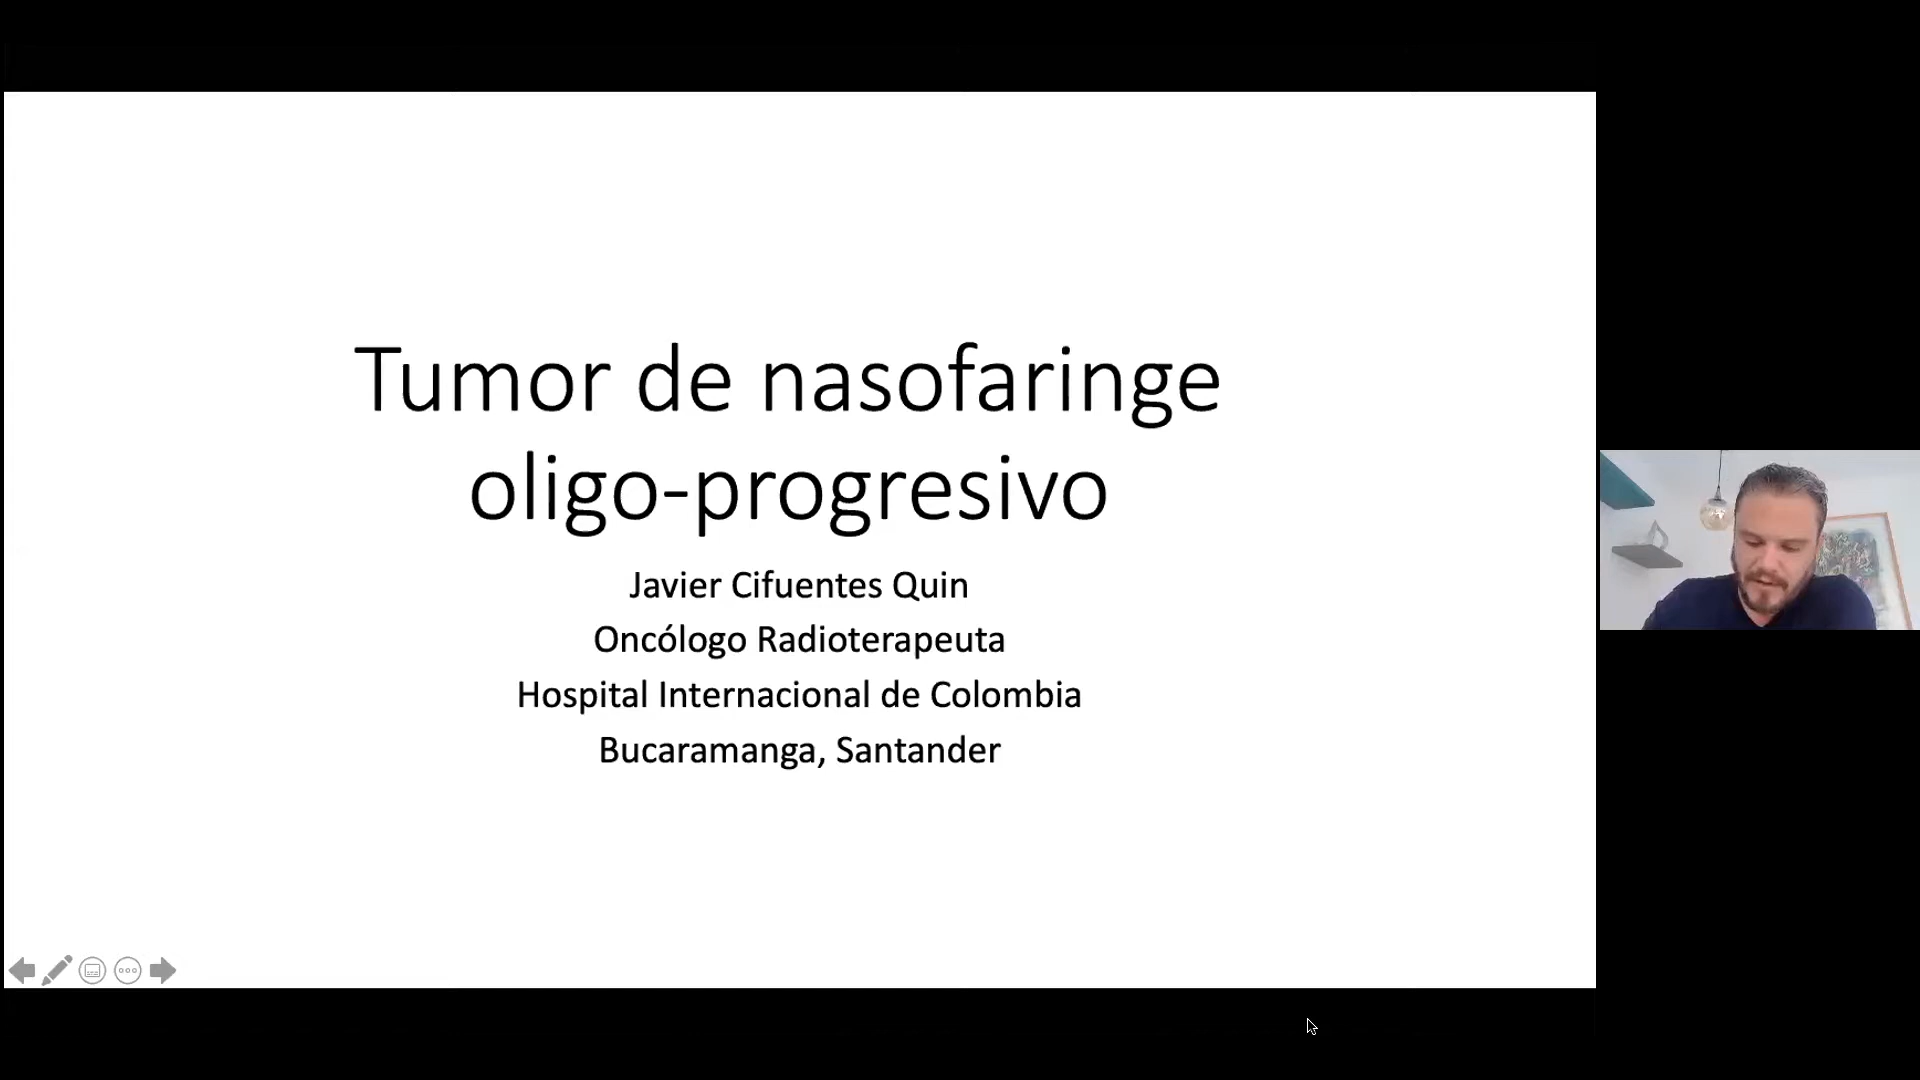 Tumor de nasofaringe
oligo-progresivo
Javier Cifuentes Quin
Oncólogo Radioterapeuta
Hospital Internacional de Colombia
Bucaramanga, Santander